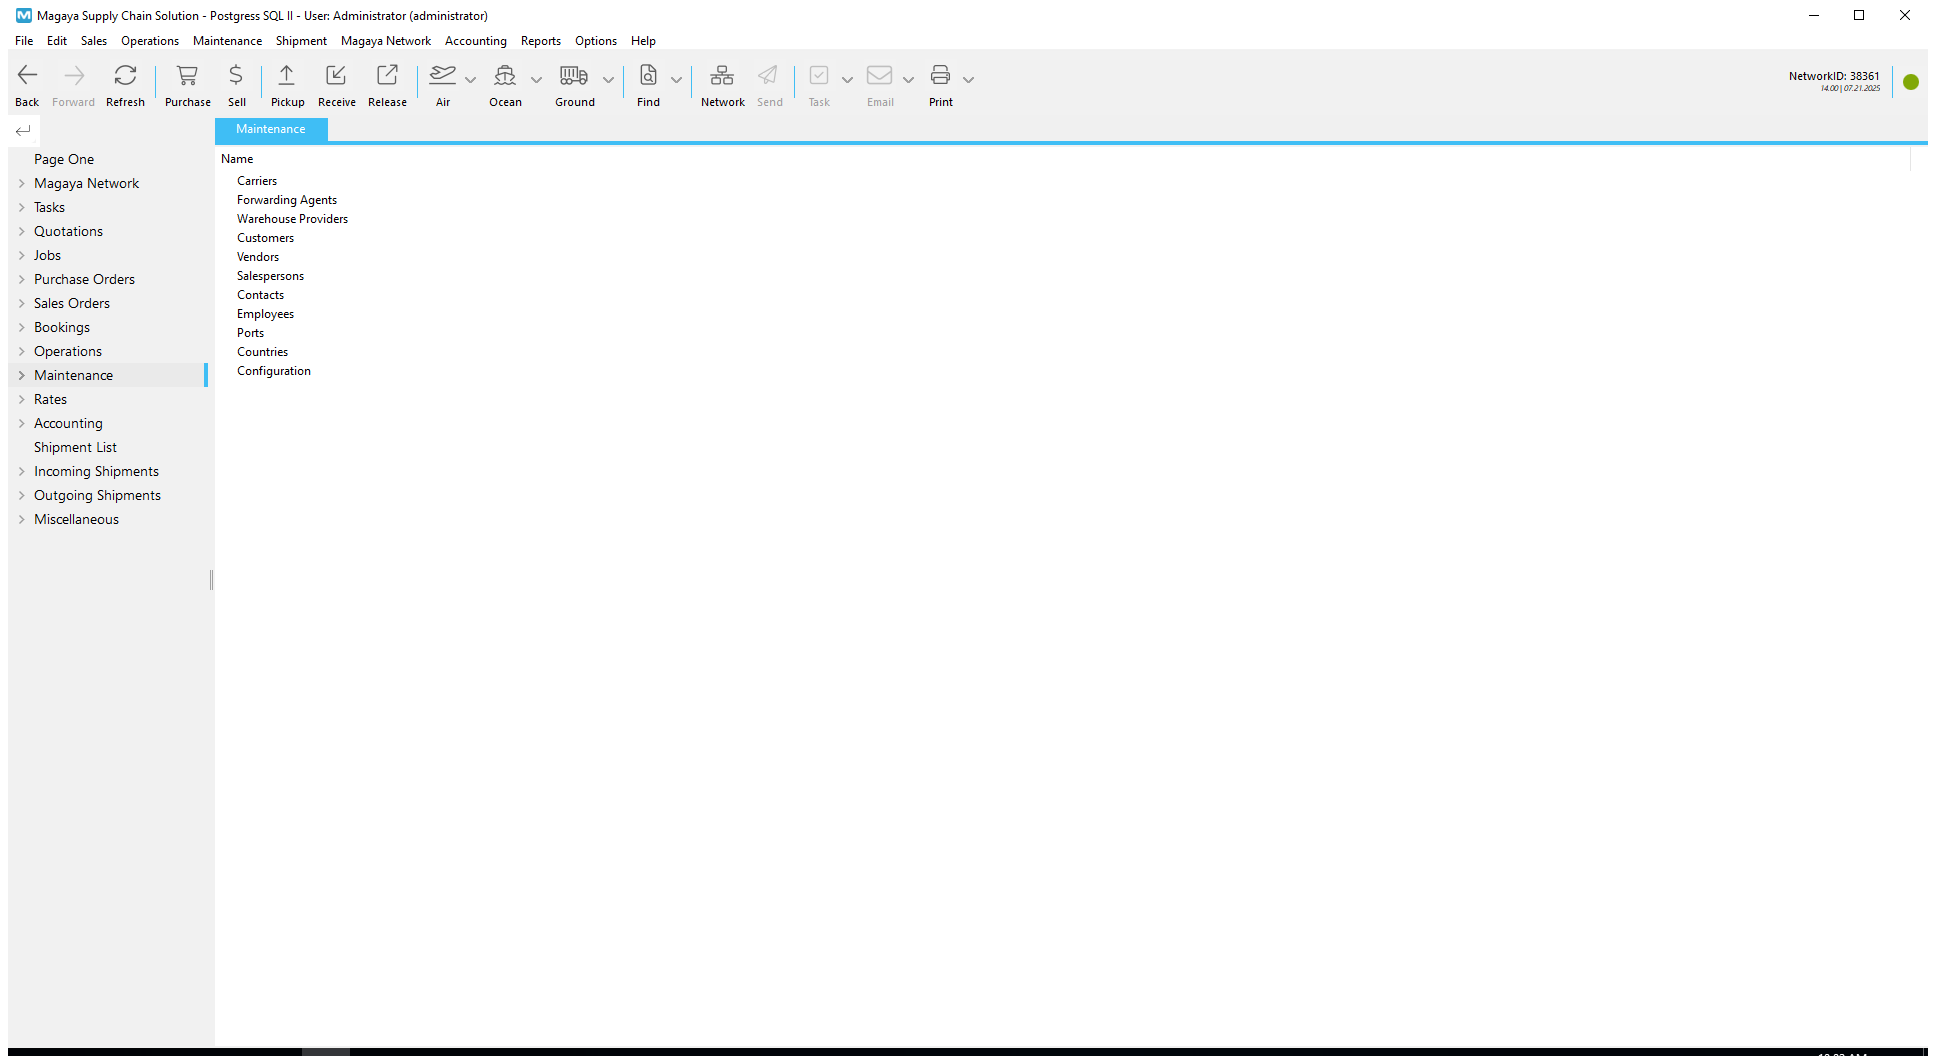 Magaya Supply Chain Solution - Postgress SQL II - User: Administrator (administrator)
File Edit Sales Operations Maintenance Shipment Magaya Network Accounting Reports Options Help
Back Forward Refresh Purchase Sell Pickup Receive Release Air Ocean Ground Find Network Send Task Email Print
NetworkID: 38361
14.00 | 07.21.2025
Page One
Magaya Network
Tasks
Quotations
Jobs
Purchase Orders
Sales Orders
Bookings
Operations
Maintenance
Rates
Accounting
Shipment List
Incoming Shipments
Outgoing Shipments
Miscellaneous
Maintenance
Name
Carriers
Forwarding Agents
Warehouse Providers
Customers
Vendors
Salespersons
Contacts
Employees
Ports
Countries
Configuration